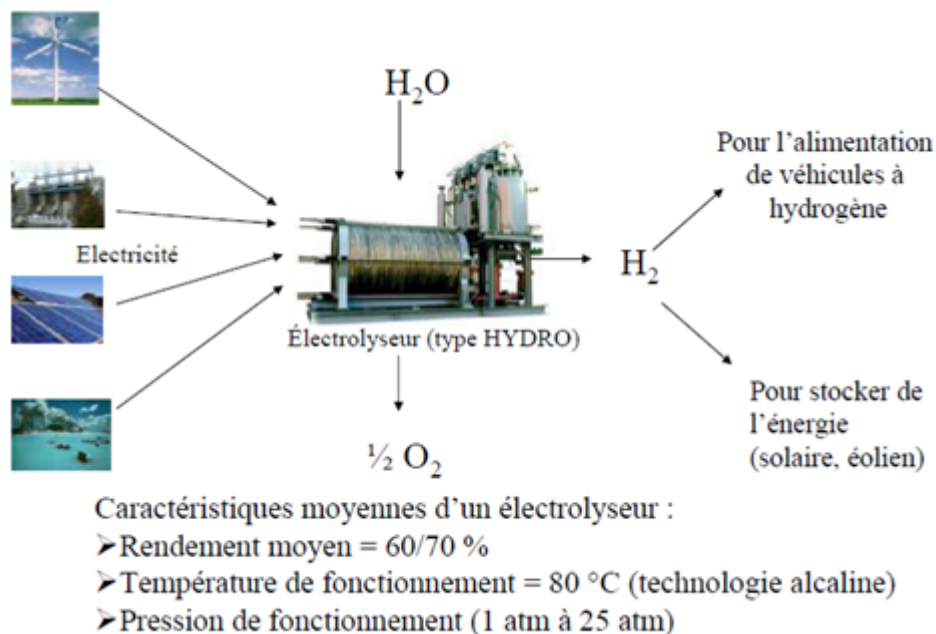 H₂O
Pour l’alimentation
de véhicules à
hydrogène
Electricité
H₂
Électrolyseur (type HYDRO)
Pour stocker de
l’énergie
(solaire, éolien)
½ O₂
Caractéristiques moyennes d’un électrolyseur :
➢Rendement moyen = 60/70 %
➢Température de fonctionnement = 80 °C (technologie alcaline)
➢Pression de fonctionnement (1 atm à 25 atm)